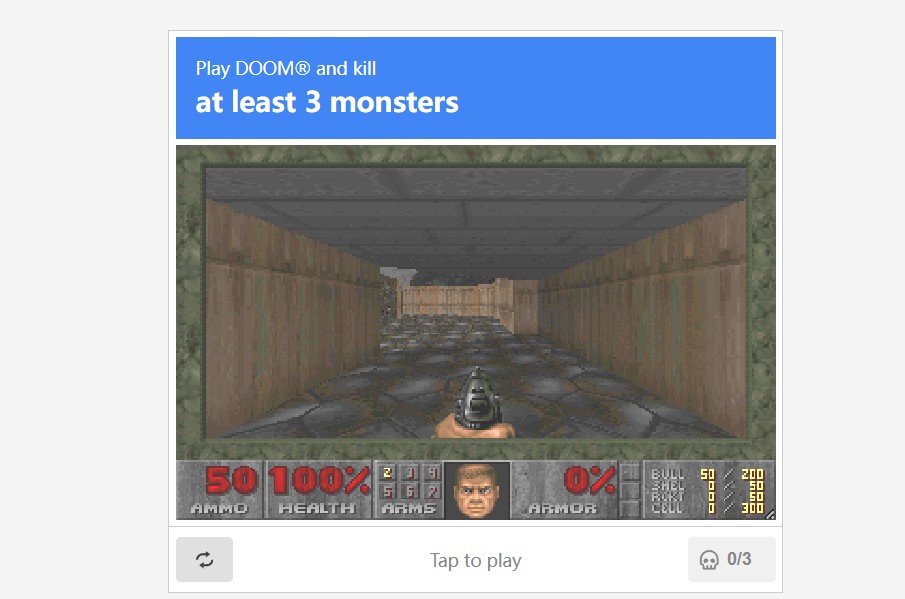 Play DOOM® and kill
at least 3 monsters
50 100% 2 3 4 0% BULL 50 / 200
5 6 7 SHEL 0 / 50
RCKT 0 / 50
AMMO HEALTH ARMS ARMOR CELL 0 / 300
Tap to play
0/3